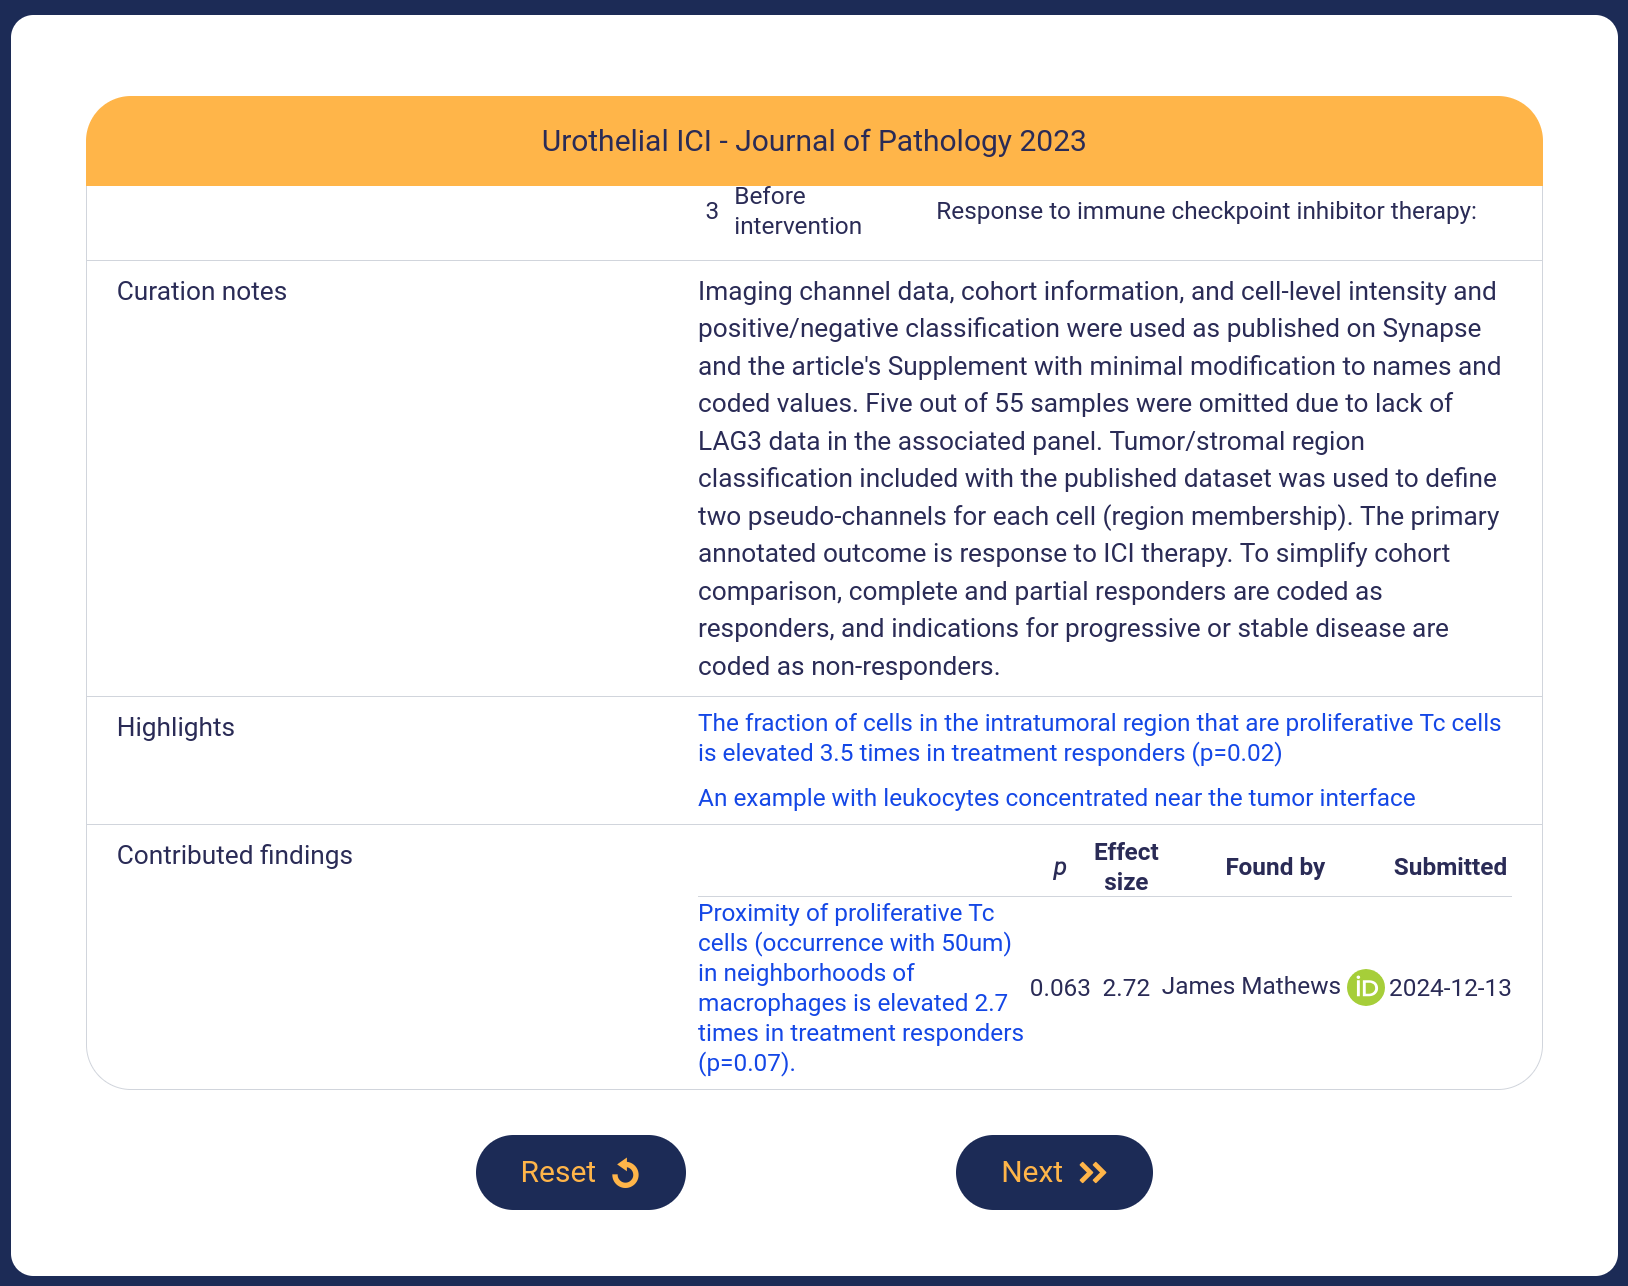 Urothelial ICI - Journal of Pathology 2023
3 Before intervention Response to immune checkpoint inhibitor therapy:
Curation notes
Imaging channel data, cohort information, and cell-level intensity and
positive/negative classification were used as published on Synapse
and the article's Supplement with minimal modification to names and
coded values. Five out of 55 samples were omitted due to lack of
LAG3 data in the associated panel. Tumor/stromal region
classification included with the published dataset was used to define
two pseudo-channels for each cell (region membership). The primary
annotated outcome is response to ICI therapy. To simplify cohort
comparison, complete and partial responders are coded as
responders, and indications for progressive or stable disease are
coded as non-responders.
Highlights
The fraction of cells in the intratumoral region that are proliferative Tc cells
is elevated 3.5 times in treatment responders (p=0.02)
An example with leukocytes concentrated near the tumor interface
Contributed findings
p Effect size Found by Submitted
Proximity of proliferative Tc
cells (occurrence with 50um)
in neighborhoods of
macrophages is elevated 2.7
times in treatment responders
(p=0.07).
0.063 2.72 James Mathews iD 2024-12-13
Reset
Next